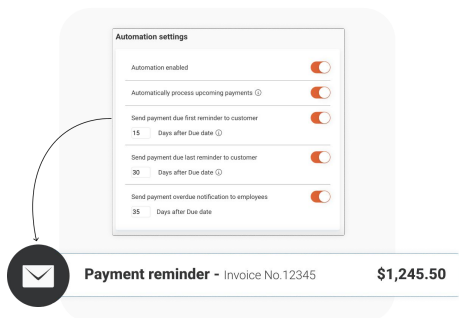 Automation settings
Automation enabled
Automatically process upcoming payments
Send payment due first reminder to customer
15 Days after Due date
Send payment due last reminder to customer
30 Days after Due date
Send payment overdue notification to employees
35 Days after Due date
Payment reminder - Invoice No.12345 $1,245.50